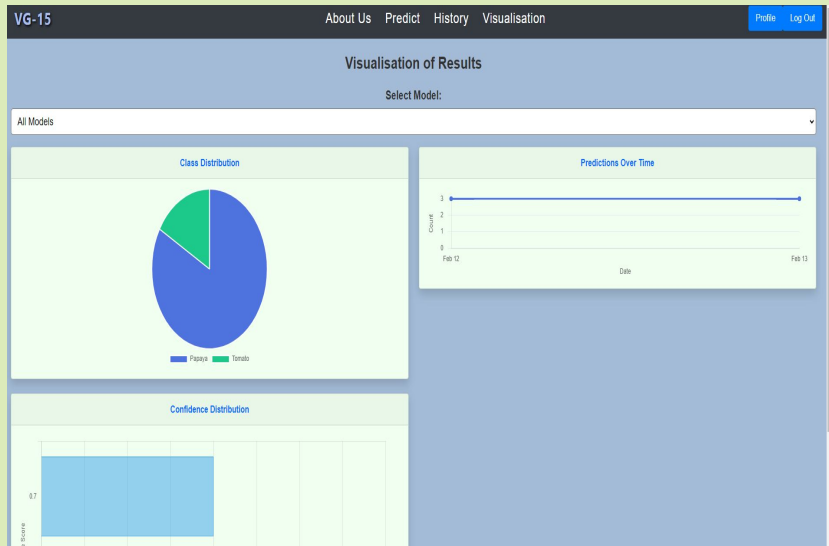 VG-15 About Us Predict History Visualisation Profile Log Out
Visualisation of Results
Select Model:
All Models
Class Distribution
Papaya Tomato
Predictions Over Time
3
2
1
0
Count
Feb 12 Feb 13
Date
Confidence Distribution
0.7
Score